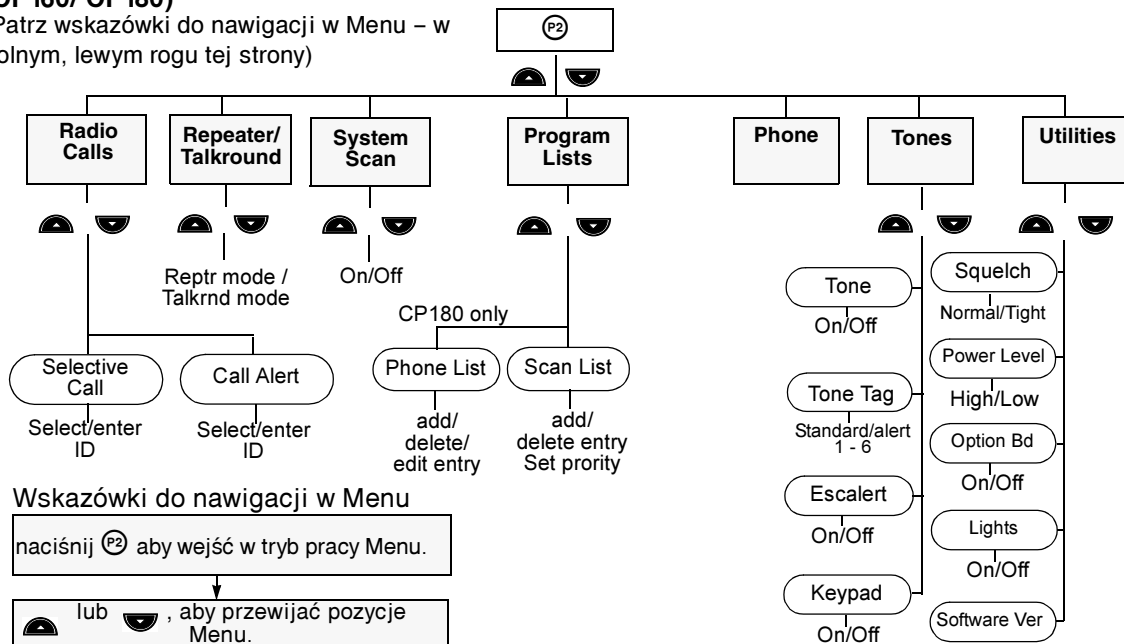 CP160/ CP180)
Patrz wskazówki do nawigacji w Menu – w
olnym, lewym rogu tej strony)
P2
Radio
Calls
Repeater/
Talkround
System
Scan
Program
Lists
Phone
Tones
Utilities
Reptr mode /
Talkrnd mode
On/Off
CP180 only
Selective
Call
Select/enter
ID
Call Alert
Select/enter
ID
Phone List
add/
delete/
edit entry
Scan List
add/
delete entry
Set prority
Tone
On/Off
Tone Tag
Standard/alert
1 - 6
Escalert
On/Off
Keypad
On/Off
Squelch
Normal/Tight
Power Level
High/Low
Option Bd
On/Off
Lights
On/Off
Software Ver
Wskazówki do nawigacji w Menu
naciśnij P2 aby wejść w tryb pracy Menu.
lub , aby przewijać pozycje
Menu.